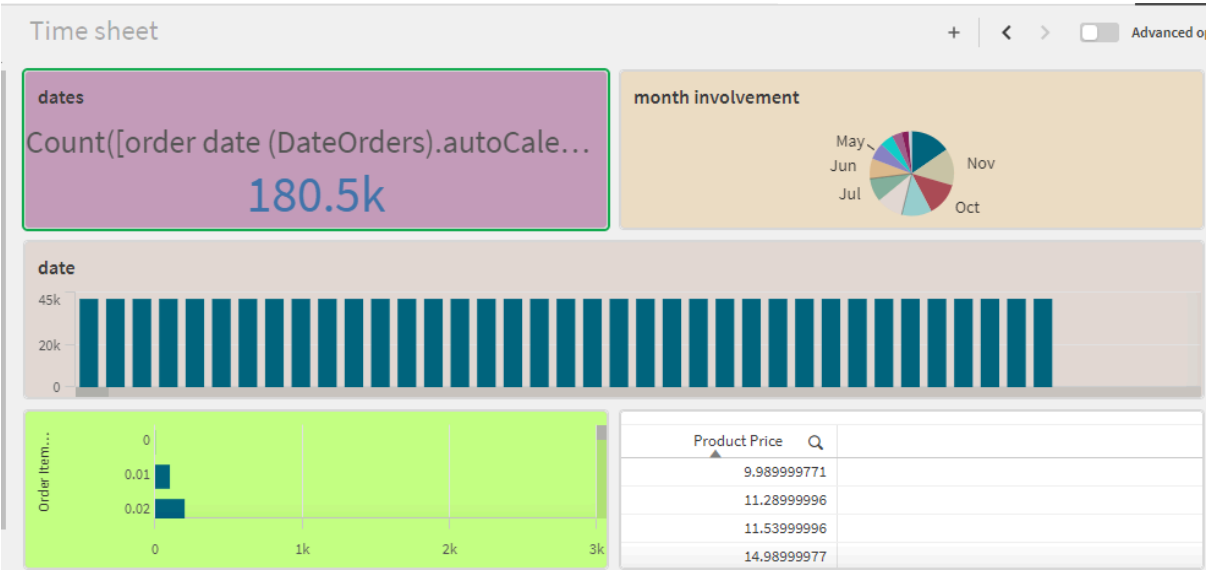 Time sheet
+ < > Advanced op
dates
Count([order date (DateOrders).autoCale...
180.5k
month involvement
May
Jun
Jul
Nov
Oct
date
45k
20k
0
Order Item...
0
0.01
0.02
0 1k 2k 3k
Product Price
9.989999771
11.28999996
11.53999996
14.98999977